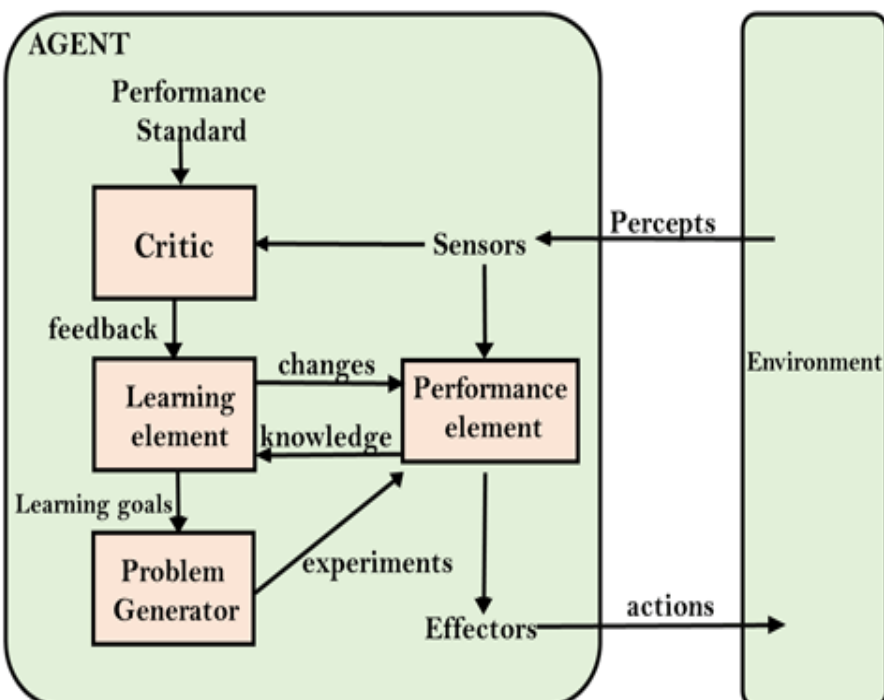 AGENT
Performance
Standard
Critic
Sensors
Percepts
feedback
changes
Learning
element
Performance
element
Environment
knowledge
Learning goals
Problem
Generator
experiments
Effectors
actions